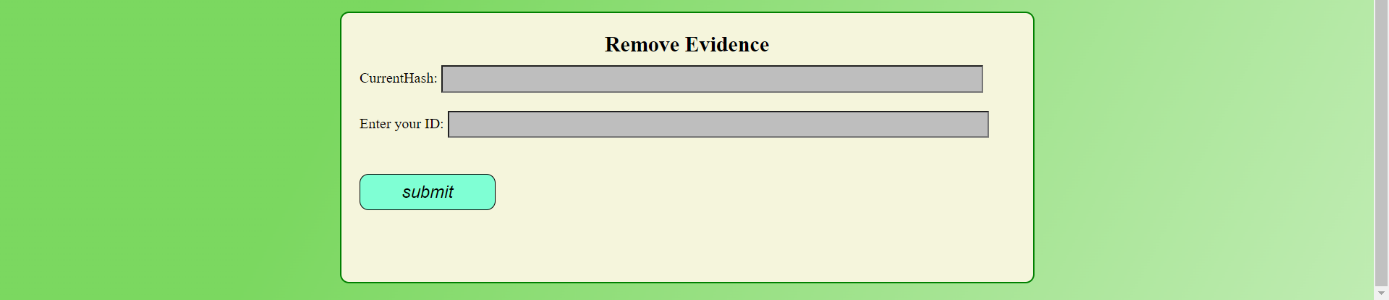 Remove Evidence
CurrentHash:
Enter your ID:
submit